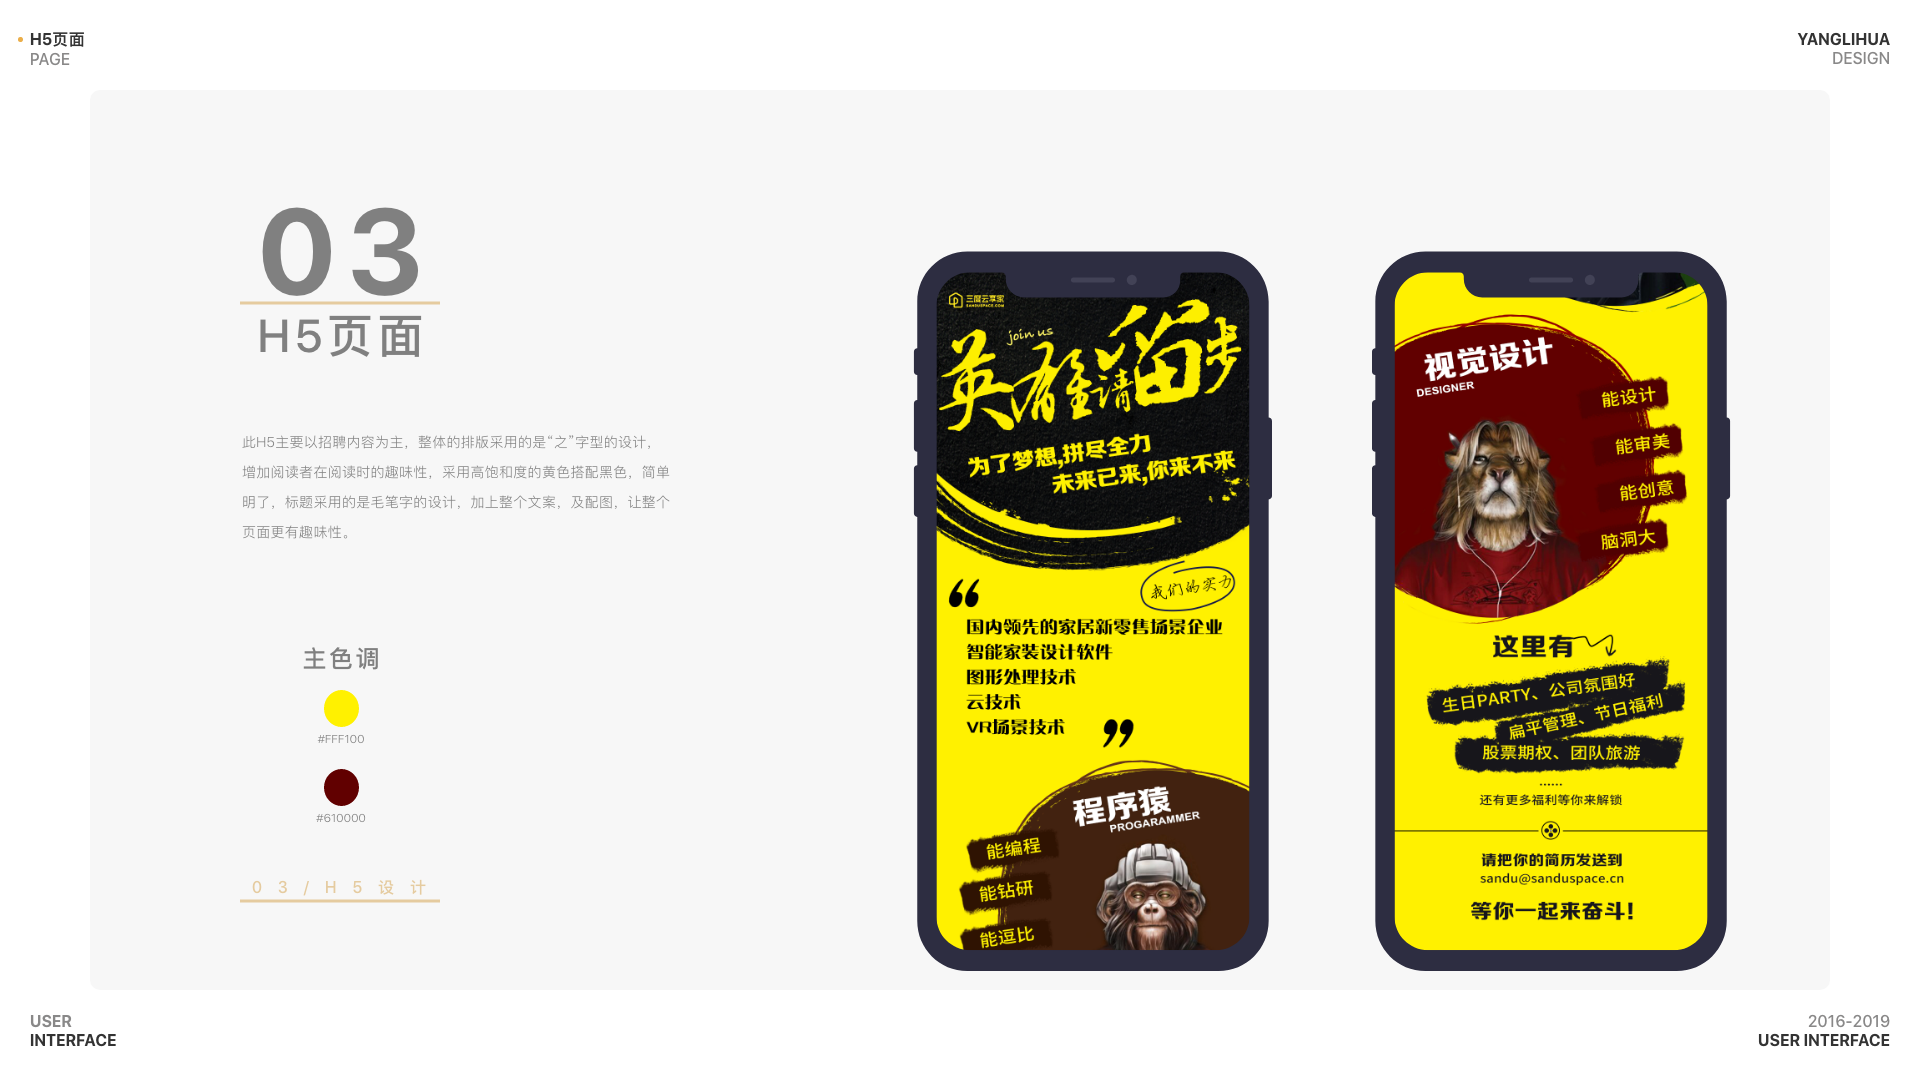 H5页面
PAGE
YANGLIHUA
DESIGN
03
H5页面
此H5主要以招聘内容为主，整体的排版采用的是“之”字型的设计，
增加阅读者在阅读时的趣味性，采用高饱和度的黄色搭配黑色，简单
明了，标题采用的是毛笔字的设计，加上整个文案，及配图，让整个
页面更有趣味性。
主色调
#FFF100
#610000
03/H5设计
三度云享家
SANDUSPACE.COM
join us
英雄请留步
为了梦想,拼尽全力
未来已来,你来不来
我们的实力
国内领先的家居新零售场景企业
智能家装设计软件
图形处理技术
云技术
VR场景技术
程序猿
PROGARAMMER
能编程
能钻研
能逗比
视觉设计
DESIGNER
能设计
能审美
能创意
脑洞大
这里有
生日PARTY、公司氛围好
扁平管理、节日福利
股票期权、团队旅游
······
还有更多福利等你来解锁
请把你的简历发送到
sandu@sanduspace.cn
等你一起来奋斗!
USER
INTERFACE
2016-2019
USER INTERFACE